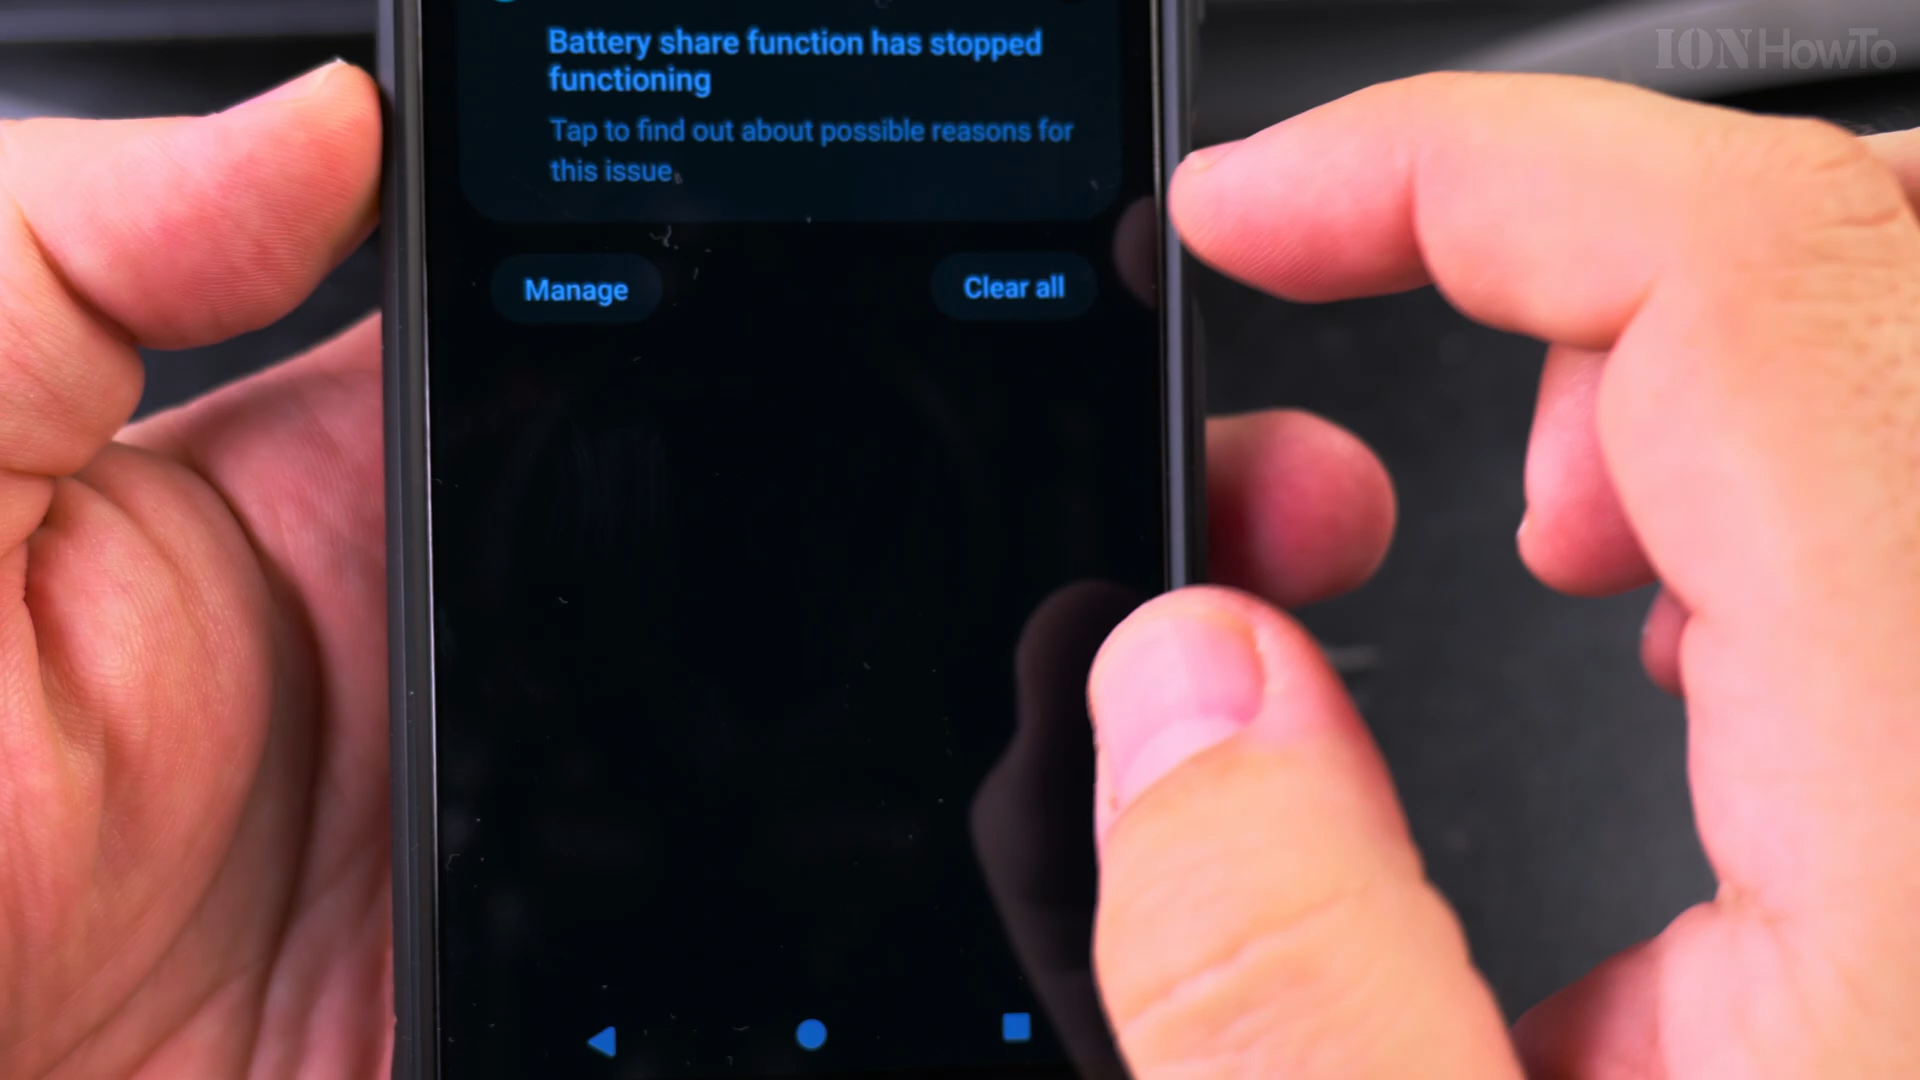 IONHowTo
Battery share function has stopped
functioning
Tap to find out about possible reasons for
this issue.
Manage
Clear all